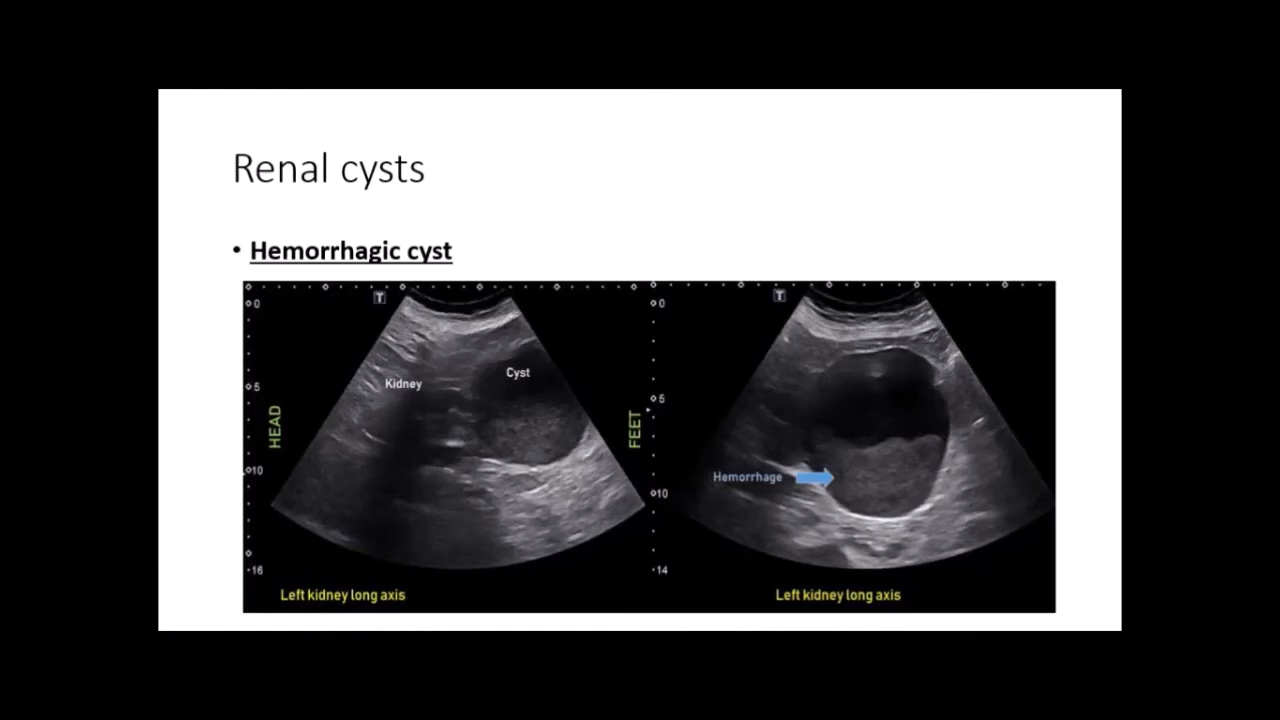 Renal cysts
• Hemorrhagic cyst
T
0
5
10
16
HEAD
Kidney
Cyst
Left kidney long axis
T
0
5
10
14
FEET
Hemorrhage
Left kidney long axis